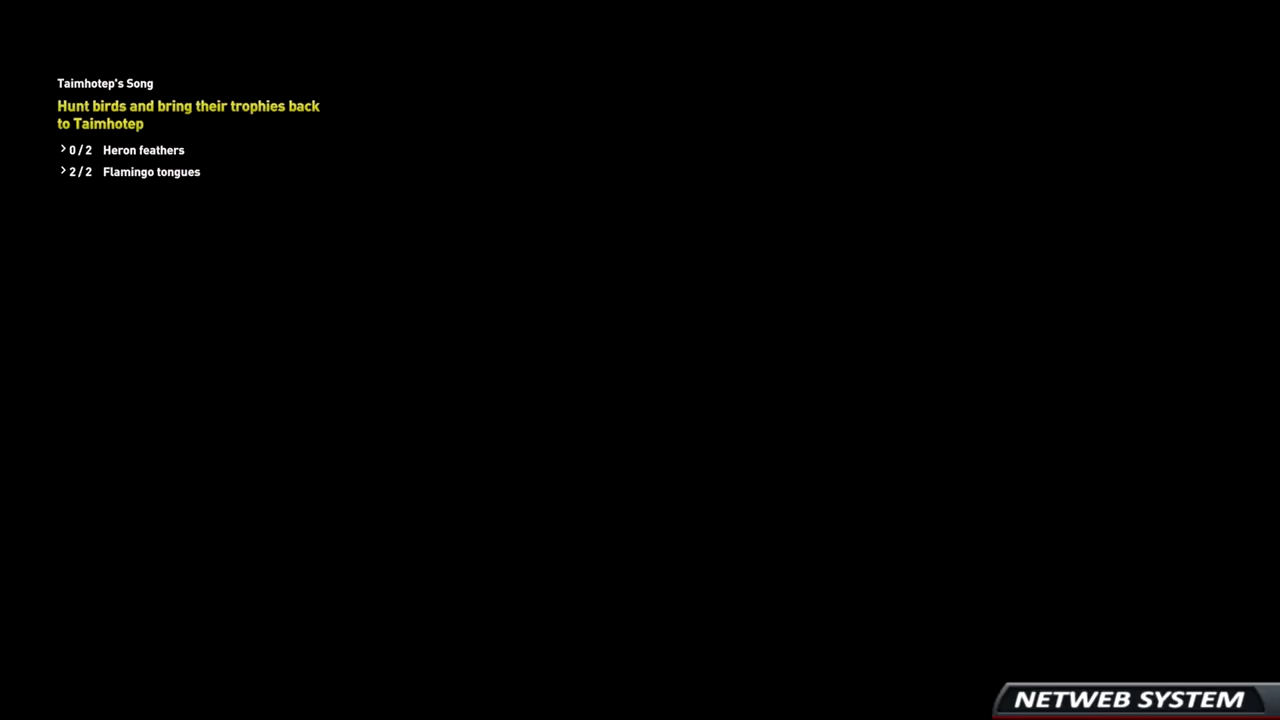 Taimhotep's Song
Hunt birds and bring their trophies back
to Taimhotep
> 0 / 2 Heron feathers
> 2 / 2 Flamingo tongues
NETWEB SYSTEM